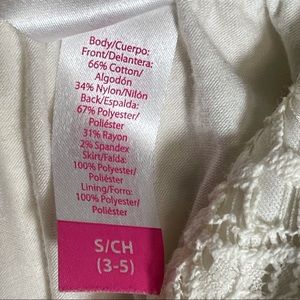 Body/Cuerpo:
Front/Delantera:
66% Cotton/
Algodón
34% Nylon/Nilón
Back/Espalda:
67% Polyester/
Poliéster
31% Rayon
2% Spandex
Skirt/Falda:
100% Polyester/
Poliéster
Lining/Forro:
100% Polyester/
Poliéster
S/CH
(3-5)